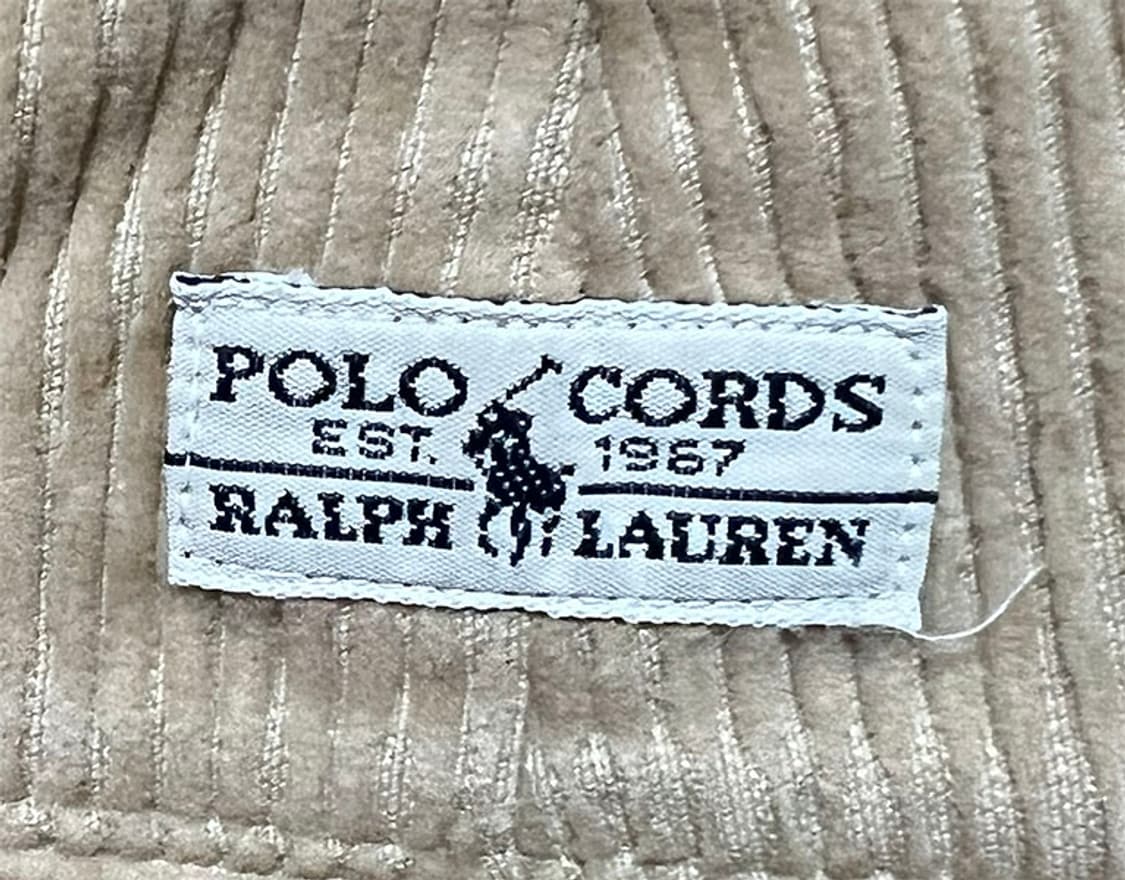 POLO CORDS
EST. 1967
RALPH LAUREN